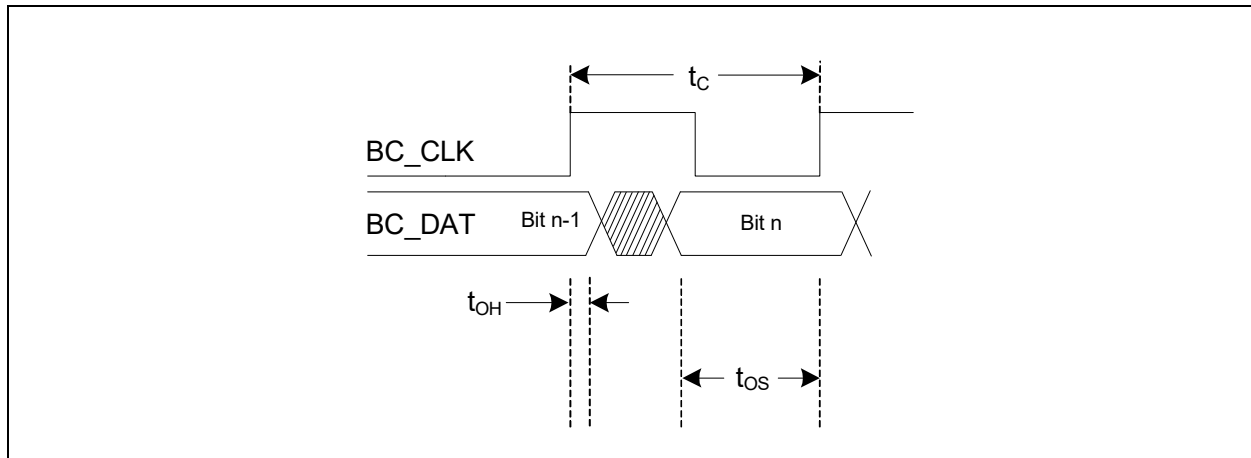 tC
BC_CLK
BC_DAT
Bit n-1
Bit n
tOH
tOS